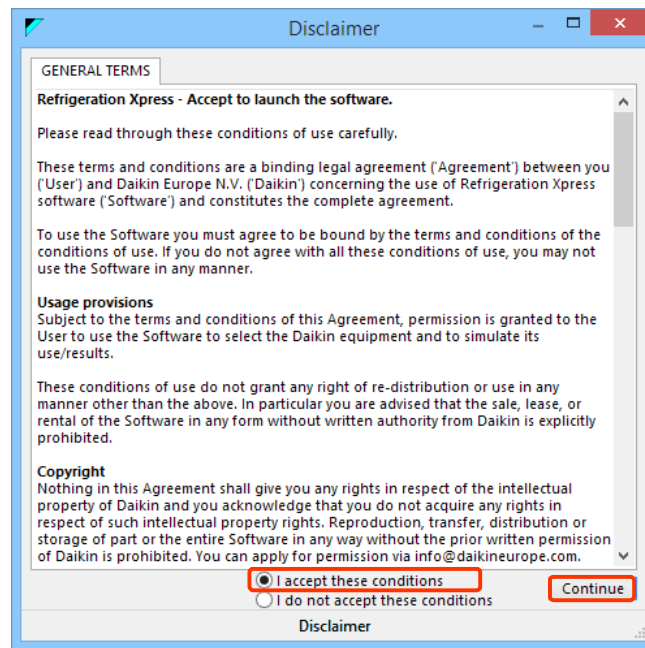 Disclaimer
GENERAL TERMS
Refrigeration Xpress - Accept to launch the software.
Please read through these conditions of use carefully.
These terms and conditions are a binding legal agreement ('Agreement') between you
('User') and Daikin Europe N.V. ('Daikin') concerning the use of Refrigeration Xpress
software ('Software') and constitutes the complete agreement.
To use the Software you must agree to be bound by the terms and conditions of the
conditions of use. If you do not agree with all these conditions of use, you may not
use the Software in any manner.
Usage provisions
Subject to the terms and conditions of this Agreement, permission is granted to the
User to use the Software to select the Daikin equipment and to simulate its
use/results.
These conditions of use do not grant any right of re-distribution or use in any
manner other than the above. In particular you are advised that the sale, lease, or
rental of the Software in any form without written authority from Daikin is explicitly
prohibited.
Copyright
Nothing in this Agreement shall give you any rights in respect of the intellectual
property of Daikin and you acknowledge that you do not acquire any rights in
respect of such intellectual property rights. Reproduction, transfer, distribution or
storage of part or the entire Software in any way without the prior written permission
of Daikin is prohibited. You can apply for permission via info@daikineurope.com.
I accept these conditions
I do not accept these conditions
Continue
Disclaimer